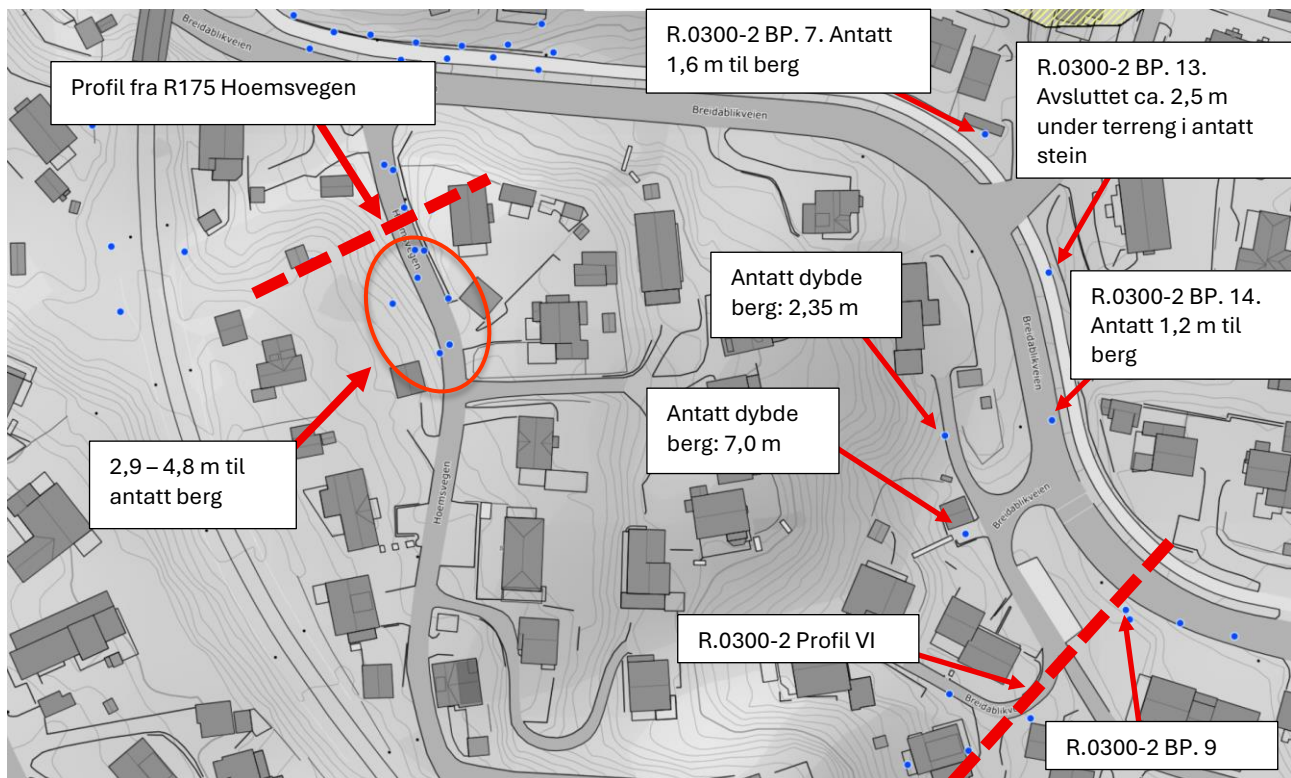 Breidablikveien
R.0300-2 BP. 7. Antatt
1,6 m til berg
R.0300-2 BP. 13.
Avsluttet ca. 2,5 m
under terreng i antatt
stein
Profil fra R175 Hoemsvegen
Breidablikveien
Hoemsvegen
Antatt dybde
berg: 2,35 m
R.0300-2 BP. 14.
Antatt 1,2 m til
berg
Breidablikveien
Antatt dybde
berg: 7,0 m
2,9 – 4,8 m til
antatt berg
Hoemsvegen
Breidablikveien
R.0300-2 Profil VI
Breidablikveien
R.0300-2 BP. 9